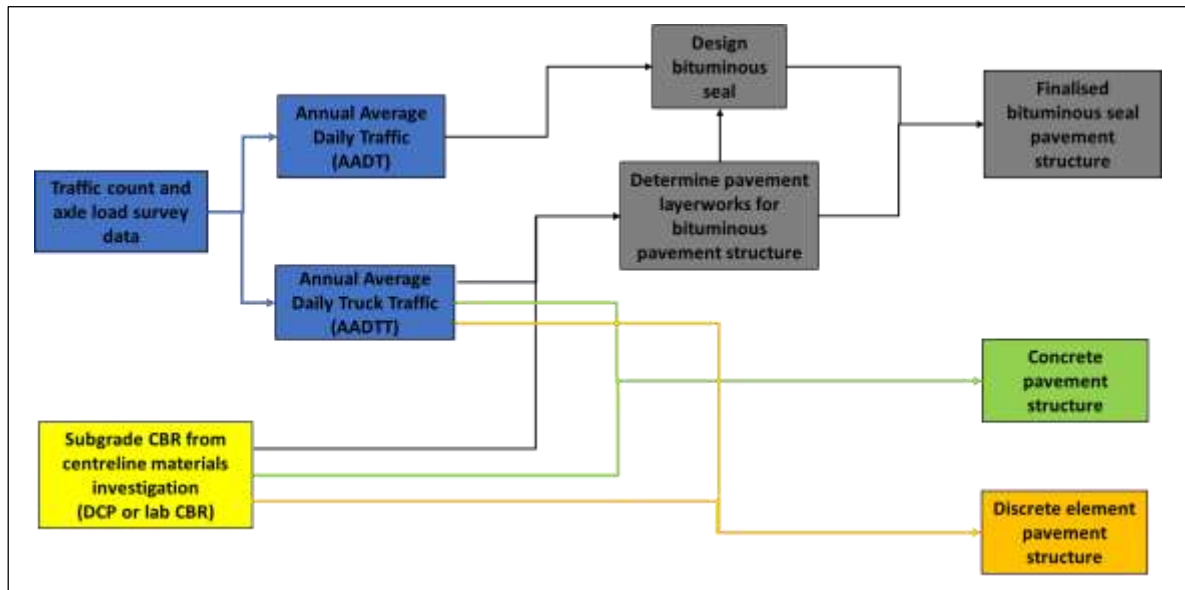 Traffic count and
axle load survey
data
Annual Average
Daily Traffic
(AADT)
Annual Average
Daily Truck Traffic
(AADTT)
Subgrade CBR from
centreline materials
investigation
(DCP or lab CBR)
Design
bituminous
seal
Determine pavement
layerworks for
bituminous
pavement structure
Finalised
bituminous seal
pavement
structure
Concrete
pavement
structure
Discrete element
pavement
structure